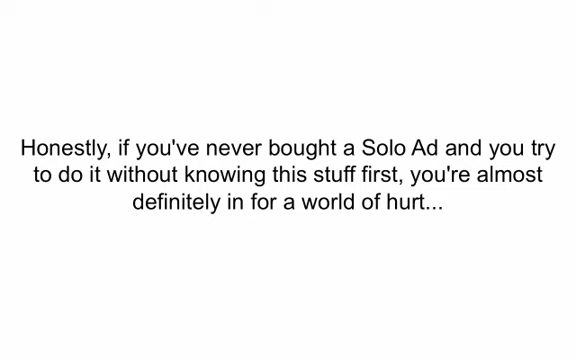 Honestly, if you've never bought a Solo Ad and you try
to do it without knowing this stuff first, you're almost
definitely in for a world of hurt...